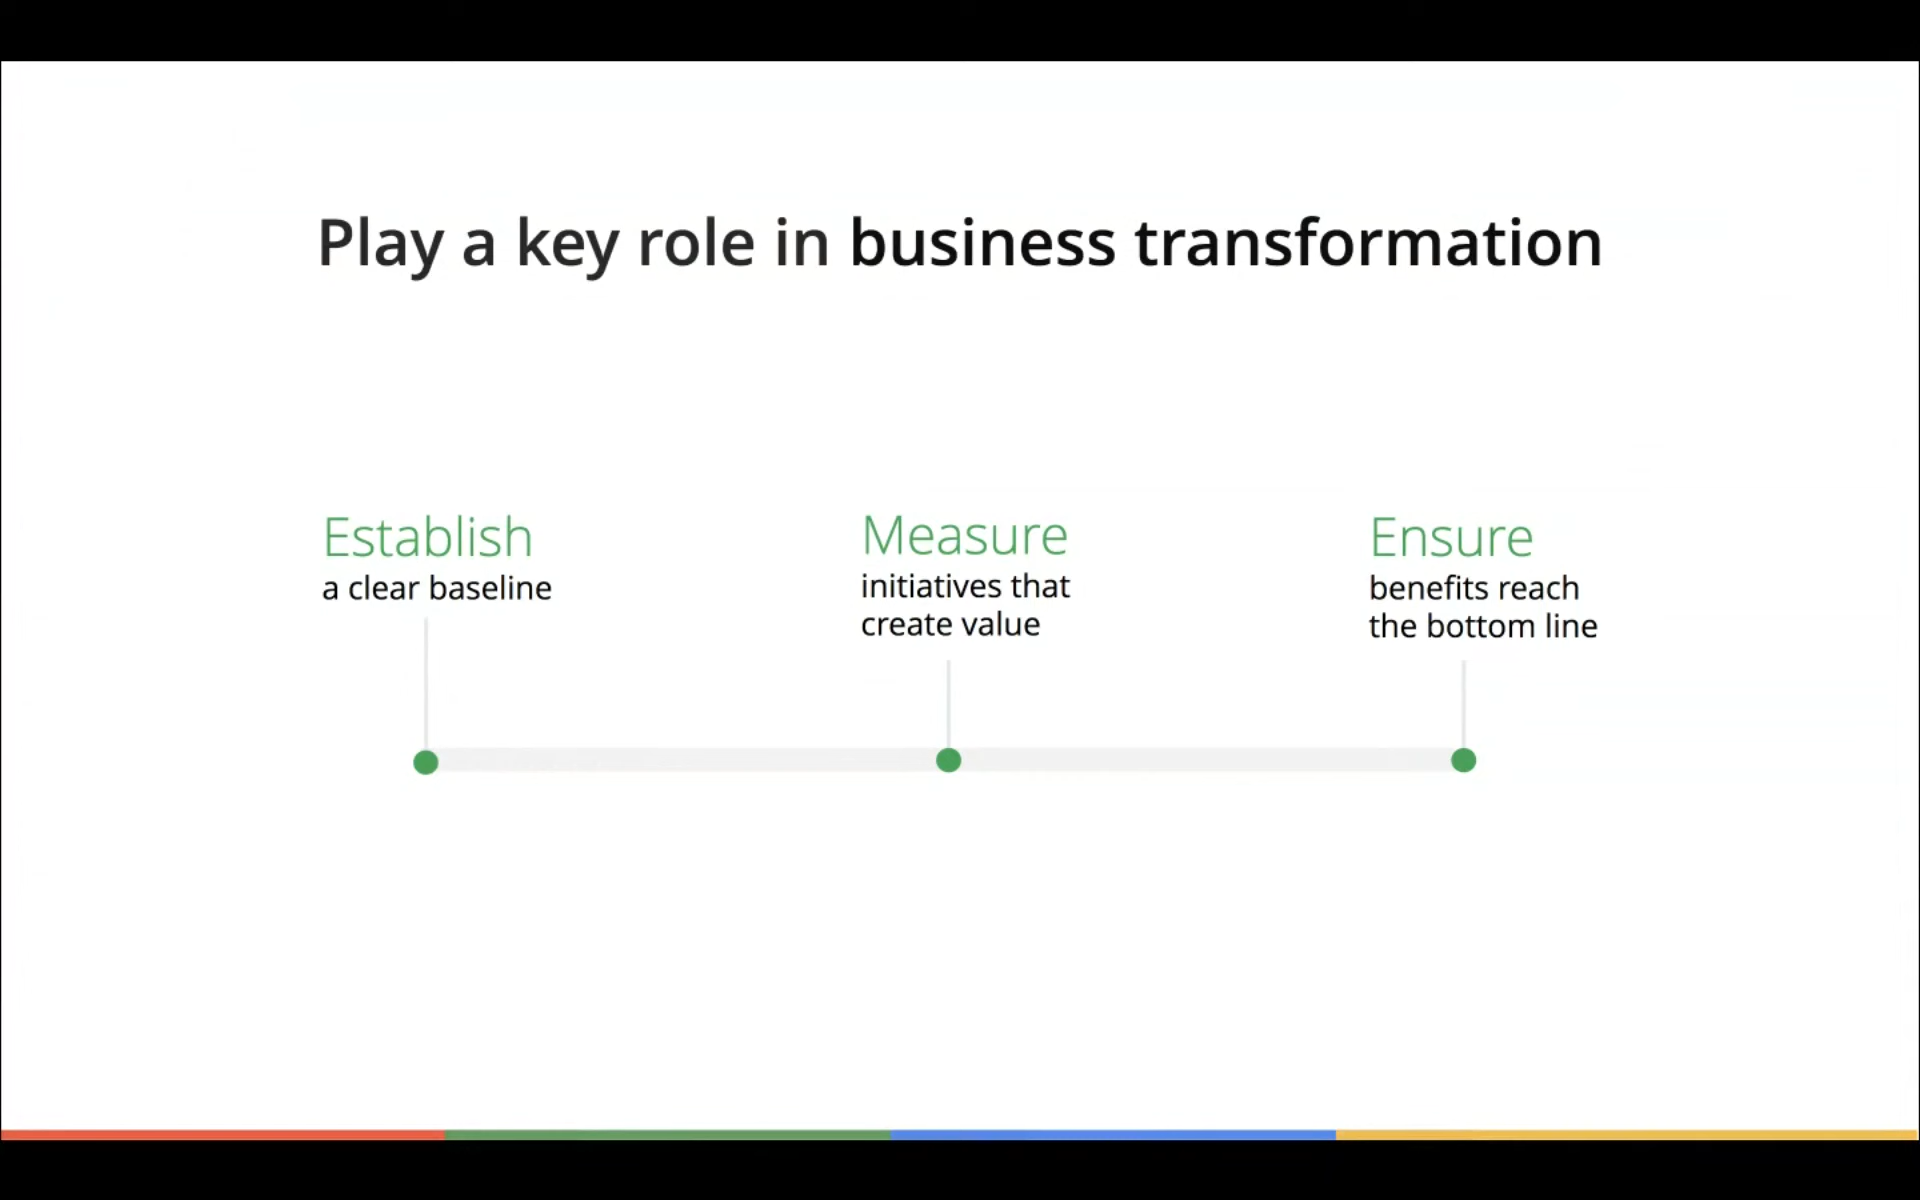 Play a key role in business transformation
Establish
a clear baseline
Measure
initiatives that
create value
Ensure
benefits reach
the bottom line